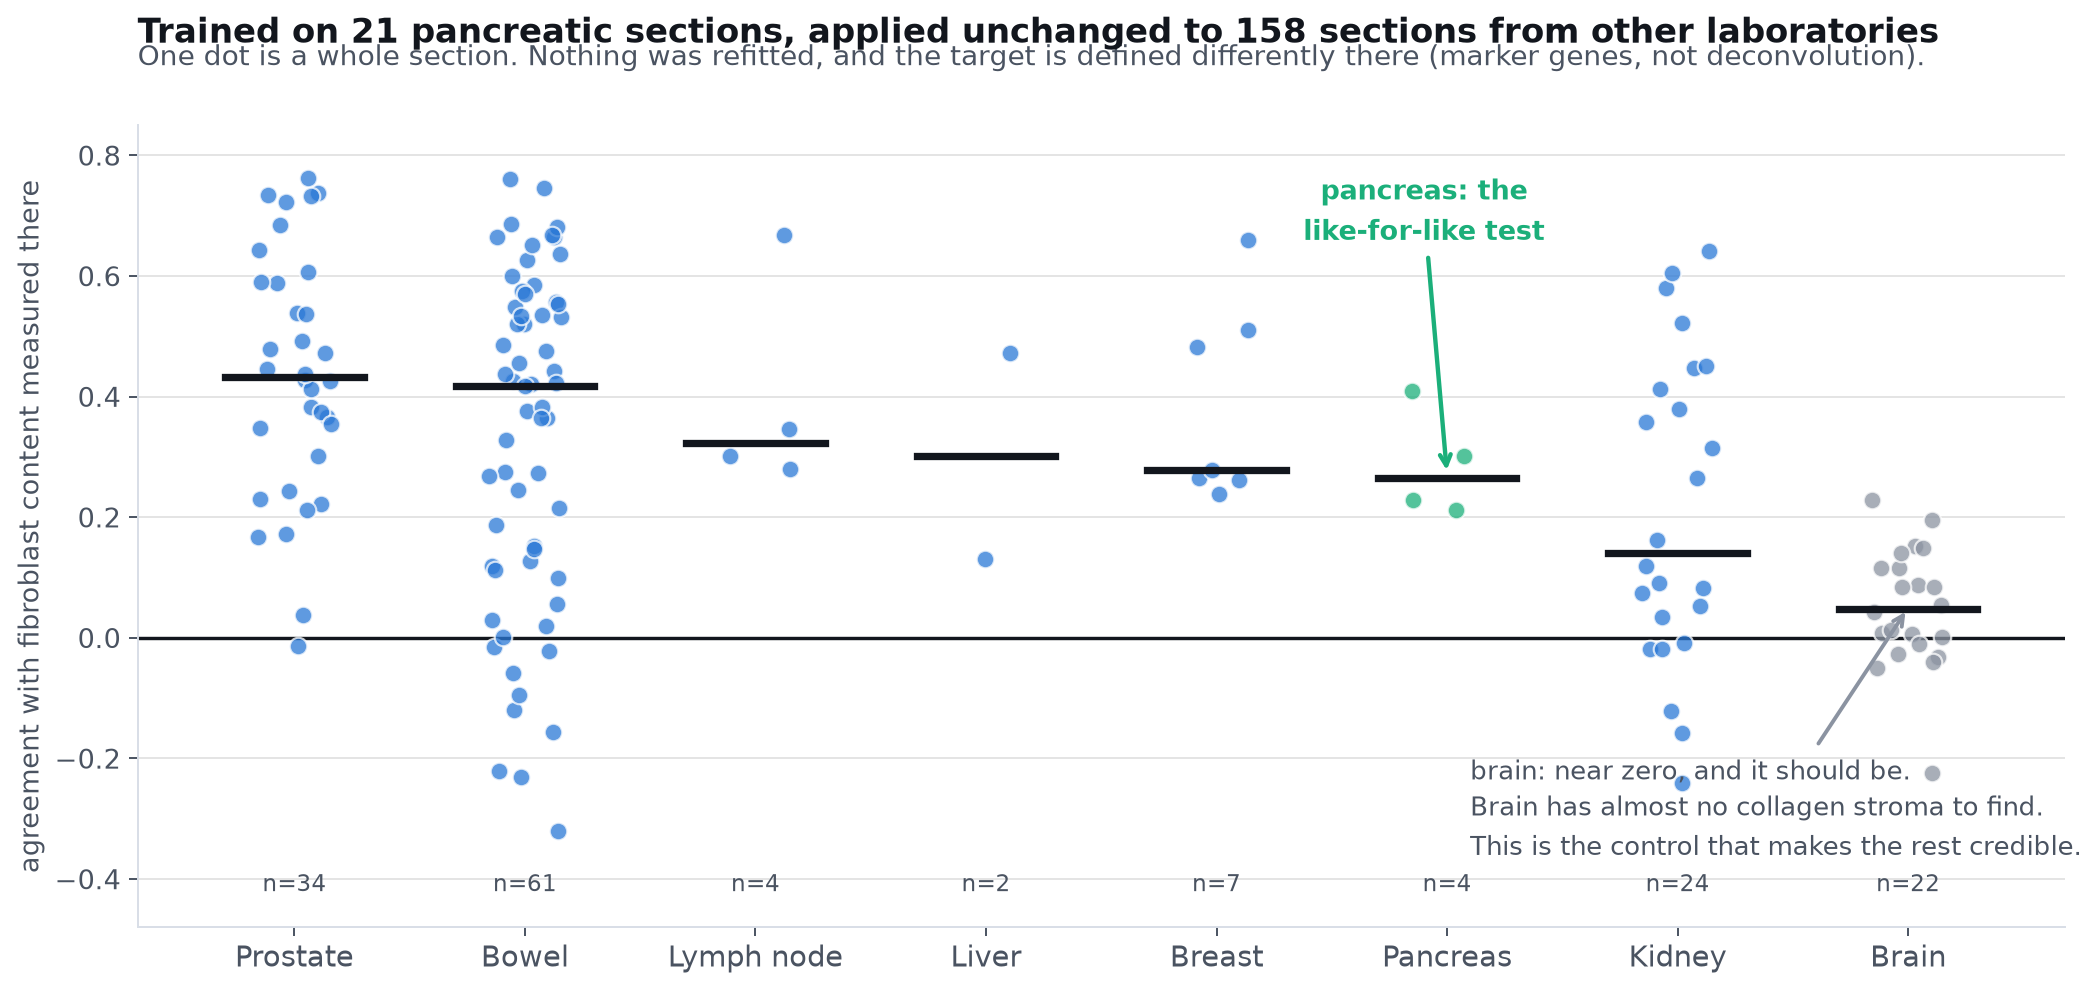 Trained on 21 pancreatic sections, applied unchanged to 158 sections from other laboratories
One dot is a whole section. Nothing was refitted, and the target is defined differently there (marker genes, not deconvolution).
agreement with fibroblast content measured there
0.8
0.6
0.4
0.2
0.0
−0.2
−0.4
pancreas: the
like-for-like test
brain: near zero, and it should be.
Brain has almost no collagen stroma to find.
This is the control that makes the rest credible.
n=34
n=61
n=4
n=2
n=7
n=4
n=24
n=22
Prostate
Bowel
Lymph node
Liver
Breast
Pancreas
Kidney
Brain